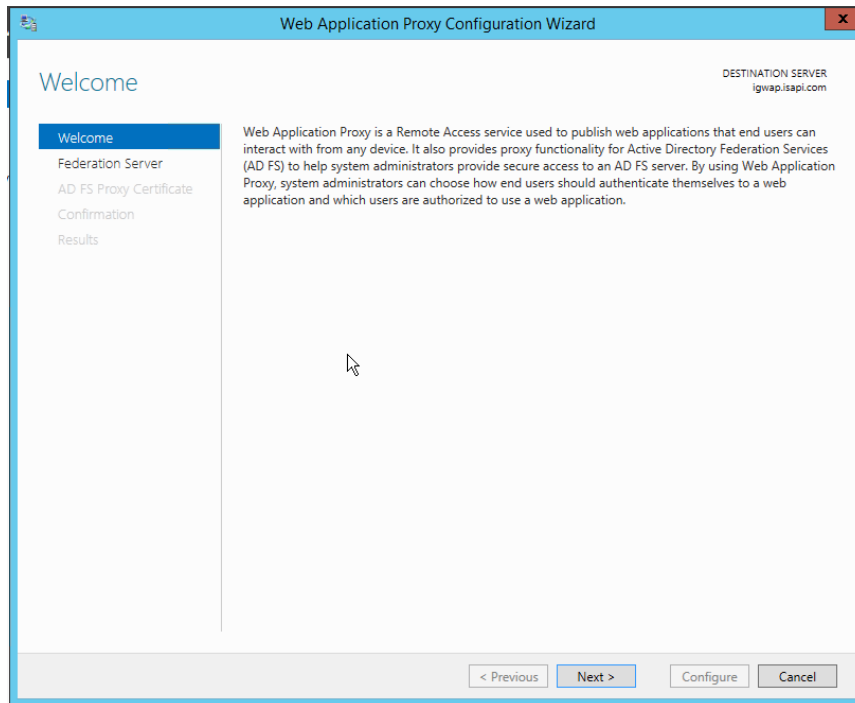 Web Application Proxy Configuration Wizard
x
Welcome
DESTINATION SERVER
igwap.isapi.com
Welcome
Federation Server
AD FS Proxy Certificate
Confirmation
Results
Web Application Proxy is a Remote Access service used to publish web applications that end users can
interact with from any device. It also provides proxy functionality for Active Directory Federation Services
(AD FS) to help system administrators provide secure access to an AD FS server. By using Web Application
Proxy, system administrators can choose how end users should authenticate themselves to a web
application and which users are authorized to use a web application.
< Previous
Next >
Configure
Cancel